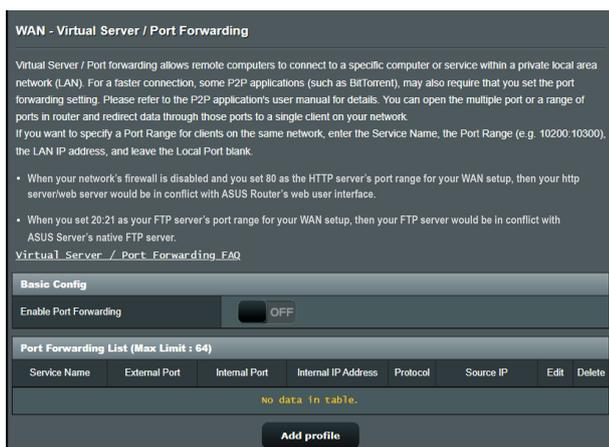 WAN - Virtual Server / Port Forwarding
Virtual Server / Port forwarding allows remote computers to connect to a specific computer or service within a private local area
network (LAN). For a faster connection, some P2P applications (such as BitTorrent), may also require that you set the port
forwarding setting. Please refer to the P2P application's user manual for details. You can open the multiple port or a range of
ports in router and redirect data through those ports to a single client on your network.
If you want to specify a Port Range for clients on the same network, enter the Service Name, the Port Range (e.g. 10200:10300),
the LAN IP address, and leave the Local Port blank.
• When your network's firewall is disabled and you set 80 as the HTTP server's port range for your WAN setup, then your http
server/web server would be in conflict with ASUS Router's web user interface.
• When you set 20:21 as your FTP server's port range for your WAN setup, then your FTP server would be in conflict with
ASUS Server's native FTP server.
Virtual Server / Port Forwarding FAQ
Basic Config
Enable Port Forwarding OFF
Port Forwarding List (Max Limit : 64)
Service Name External Port Internal Port Internal IP Address Protocol Source IP Edit Delete
No data in table.
Add profile